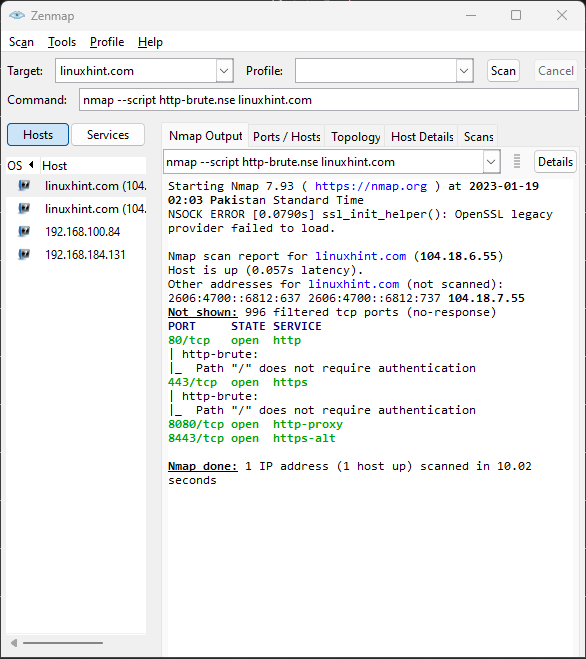 Zenmap
Scan Tools Profile Help
Target: linuxhint.com Profile: Scan Cancel
Command: nmap --script http-brute.nse linuxhint.com
Hosts Services
Nmap Output Ports / Hosts Topology Host Details Scans
OS Host
nmap --script http-brute.nse linuxhint.com Details
linuxhint.com (104.
linuxhint.com (104.
192.168.100.84
192.168.184.131
Starting Nmap 7.93 ( https://nmap.org ) at 2023-01-19
02:03 Pakistan Standard Time
NSOCK ERROR [0.0790s] ssl_init_helper(): OpenSSL legacy
provider failed to load.
Nmap scan report for linuxhint.com (104.18.6.55)
Host is up (0.057s latency).
Other addresses for linuxhint.com (not scanned):
2606:4700::6812:637 2606:4700::6812:737 104.18.7.55
Not shown: 996 filtered tcp ports (no-response)
PORT STATE SERVICE
80/tcp open http
| http-brute:
|_ Path "/" does not require authentication
443/tcp open https
| http-brute:
|_ Path "/" does not require authentication
8080/tcp open http-proxy
8443/tcp open https-alt
Nmap done: 1 IP address (1 host up) scanned in 10.02
seconds